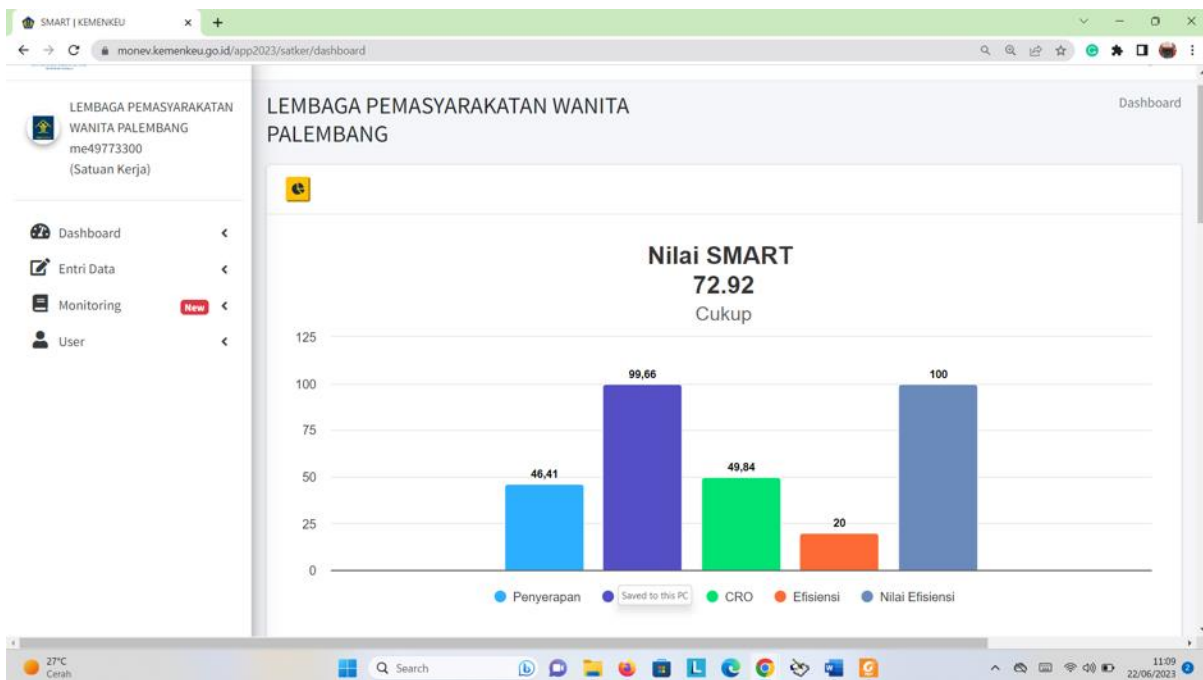 SMART | KEMENKEU
monev.kemenkeu.go.id/app2023/satker/dashboard
LEMBAGA PEMASYARAKATAN
WANITA PALEMBANG
me49773300
(Satuan Kerja)
Dashboard
Entri Data
Monitoring New
User
LEMBAGA PEMASYARAKATAN WANITA
PALEMBANG
Dashboard
Nilai SMART
72.92
Cukup
125
100
75
50
25
0
46,41
99,66
49,84
20
100
Penyerapan
Saved to this PC
CRO
Efisiensi
Nilai Efisiensi
27°C
Cerah
Search
11:09
22/06/2023
2